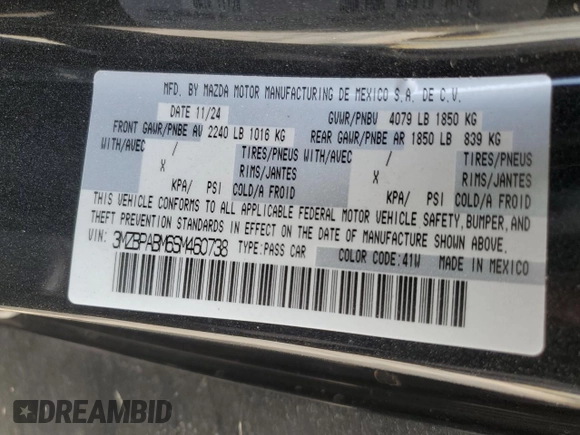 MFD. BY MAZDA MOTOR MANUFACTURING DE MEXICO S.A. DE C.V.
DATE 11/24 GVWR/PNBV 4079 LB 1850 KG
FRONT GAWR/PNBE AV 2240 LB 1016 KG REAR GAWR/PNBE AR 1850 LB 839 KG
WITH/AVEC / TIRES/PNEUS WITH/AVEC / TIRES/PNEUS
X RIMS/JANTES X RIMS/JANTES
KPA/ PSI COLD/A FROID KPA/ PSI COLD/A FROID
THIS VEHICLE CONFORMS TO ALL APPLICABLE FEDERAL MOTOR VEHICLE SAFETY, BUMPER, AND
THEFT PREVENTION STANDARDS IN EFFECT ON THE DATE OF MANUFACTURE SHOWN ABOVE.
VIN: 3MZBPABM6SM460738 TYPE:PASS CAR COLOR CODE:41W MADE IN MEXICO
DREAMBID